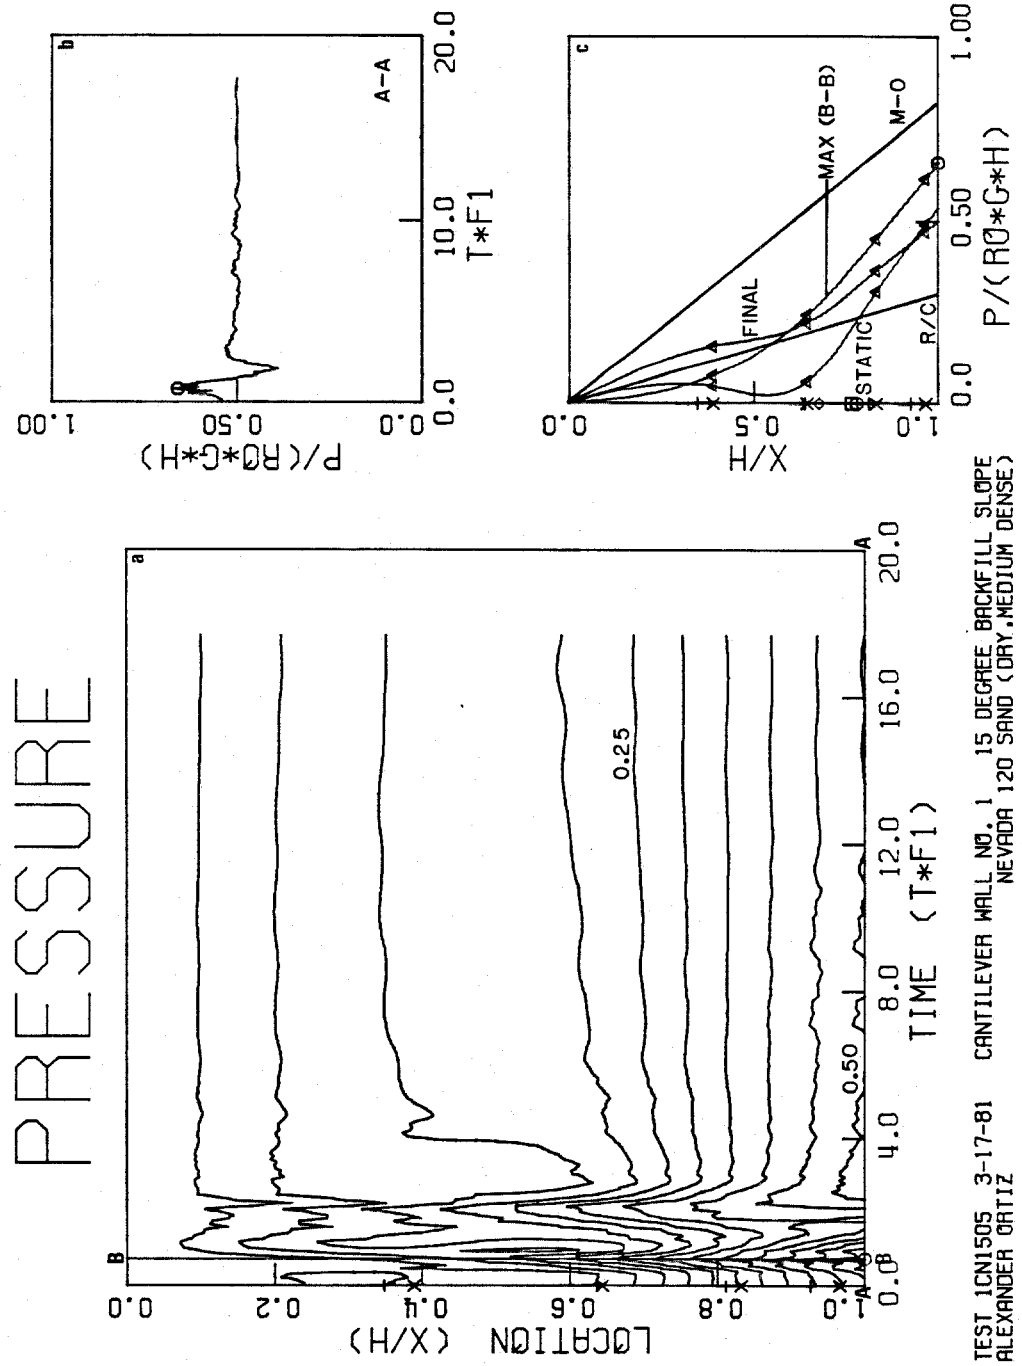 PRESSURE
a
B
B
A
A
0.25
0.50
0.0
0.2
0.4
0.6
0.8
1.0
LOCATION (X/H)
0.0
4.0
8.0
12.0
16.0
20.0
TIME (T*F1)
b
A-A
1.00
0.50
P/(RO*G*H)
0.0
10.0
20.0
T*F1
c
MAX (B-B)
M-O
FINAL
STATIC
R/C
0.0
0.5
1.0
X/H
0.0
0.50
1.00
P/(RO*G*H)
TEST 1CN1505 3-17-81 CANTILEVER WALL NO. 1 15 DEGREE BACKFILL SLOPE
ALEXANDER ORTIZ NEVADA 120 SAND (DRY,MEDIUM DENSE)